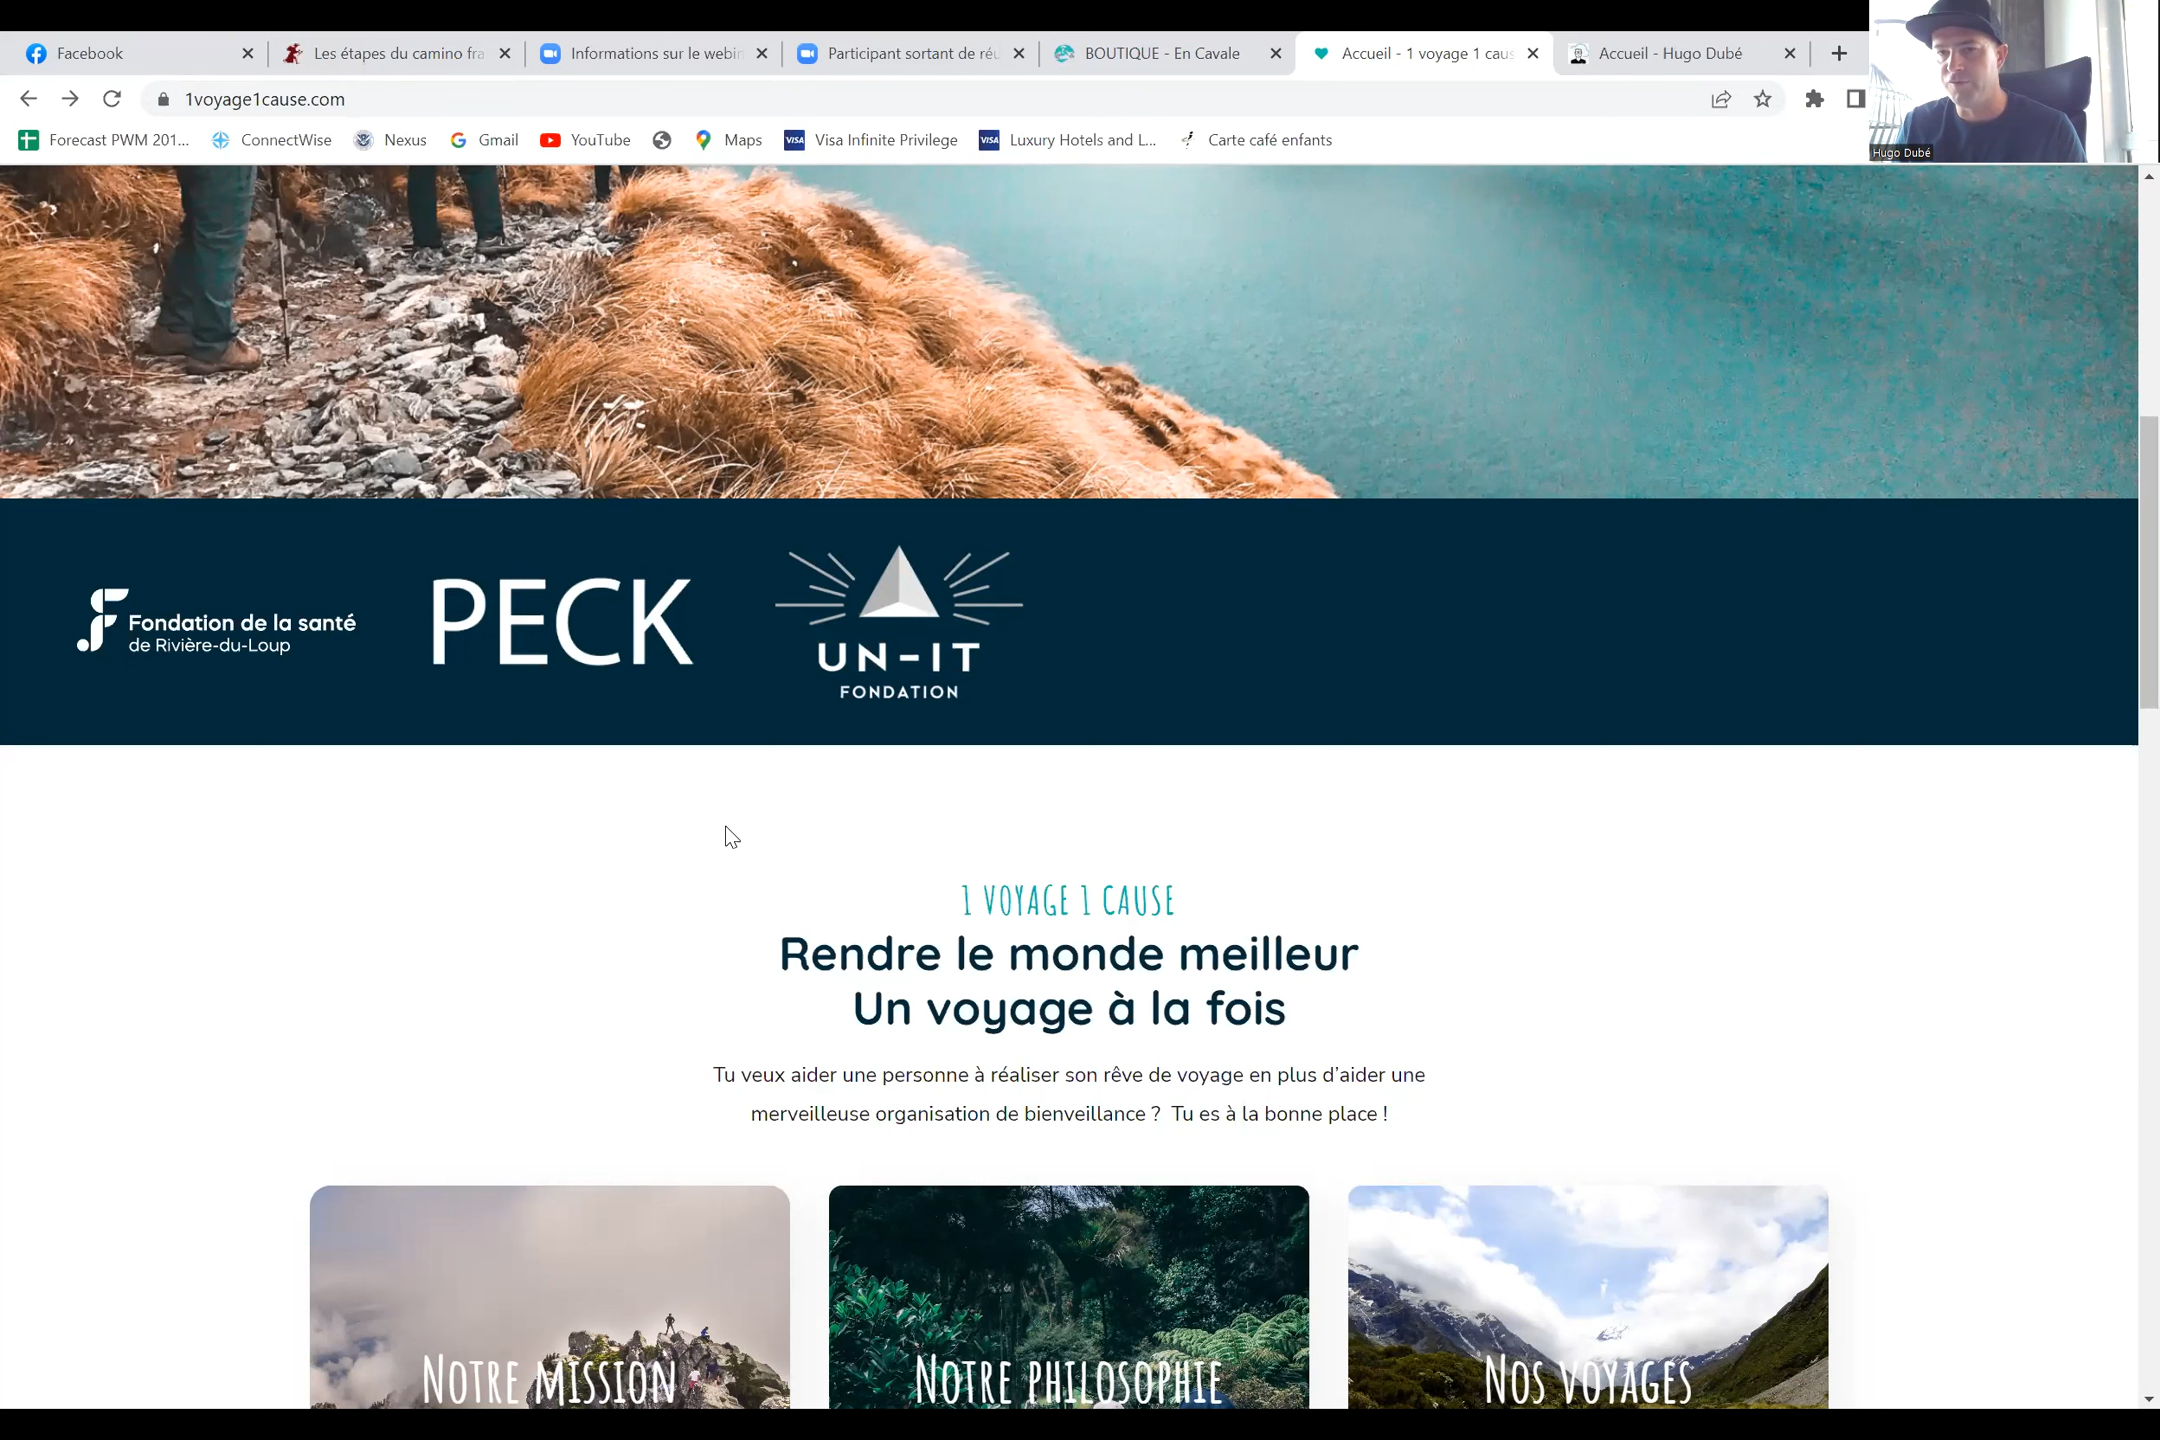 Facebook
Les étapes du camino fra
Informations sur le webin
Participant sortant de réu
BOUTIQUE - En Cavale
Accueil - 1 voyage 1 caus
Accueil - Hugo Dubé
1voyage1cause.com
Forecast PWM 201...
ConnectWise
Nexus
Gmail
YouTube
Maps
VISA
Visa Infinite Privilege
VISA
Luxury Hotels and L...
Carte café enfants
Hugo Dubé
Fondation de la santé
de Rivière-du-Loup
PECK
UN-IT
FONDATION
1 VOYAGE 1 CAUSE
Rendre le monde meilleur
Un voyage à la fois
Tu veux aider une personne à réaliser son rêve de voyage en plus d'aider une
merveilleuse organisation de bienveillance ? Tu es à la bonne place !
NOTRE MISSION
NOTRE PHILOSOPHIE
NOS VOYAGES